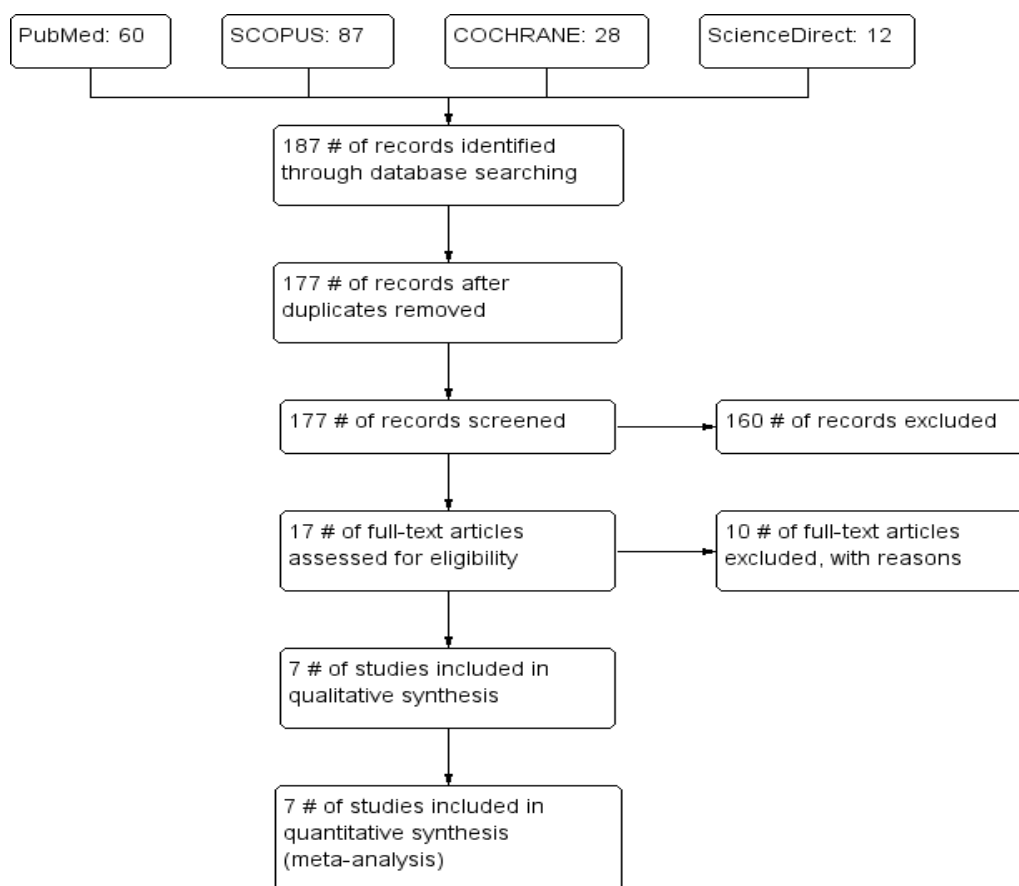 PubMed: 60
SCOPUS: 87
COCHRANE: 28
ScienceDirect: 12
187 # of records identified
through database searching
177 # of records after
duplicates removed
177 # of records screened
160 # of records excluded
17 # of full-text articles
assessed for eligibility
10 # of full-text articles
excluded, with reasons
7 # of studies included in
qualitative synthesis
7 # of studies included in
quantitative synthesis
(meta-analysis)